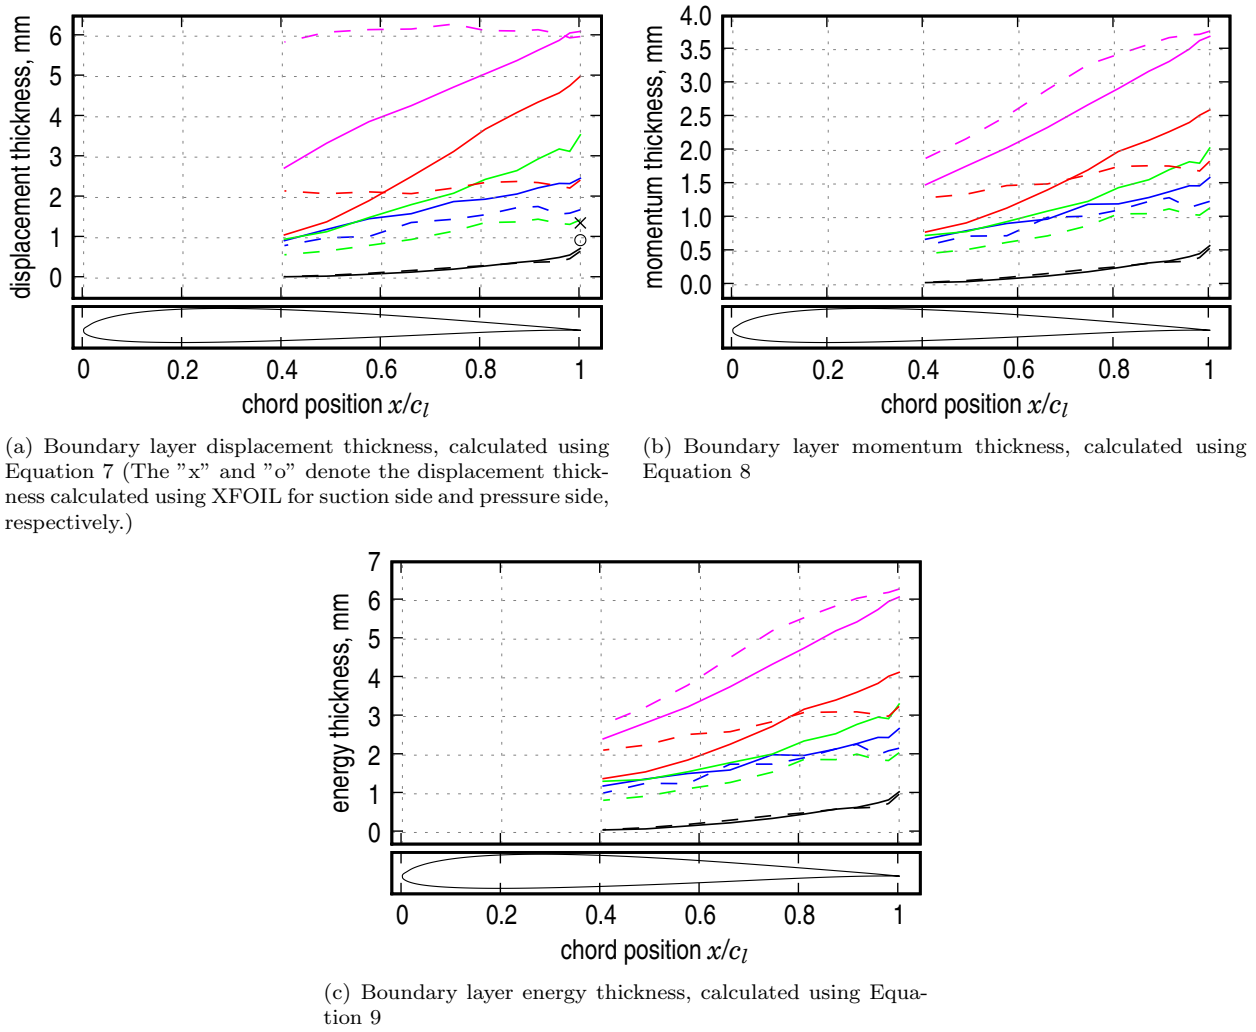 6
5
4
3
2
1
0
displacement thickness, mm
0 0.2 0.4 0.6 0.8 1
chord position x/c_l
4.0
3.5
3.0
2.5
2.0
1.5
1.0
0.5
0.0
momentum thickness, mm
0 0.2 0.4 0.6 0.8 1
chord position x/c_l
(a) Boundary layer displacement thickness, calculated using
Equation 7 (The ”x” and ”o” denote the displacement thick-
ness calculated using XFOIL for suction side and pressure side,
respectively.)
(b) Boundary layer momentum thickness, calculated using
Equation 8
7
6
5
4
3
2
1
0
energy thickness, mm
0 0.2 0.4 0.6 0.8 1
chord position x/c_l
(c) Boundary layer energy thickness, calculated using Equa-
tion 9